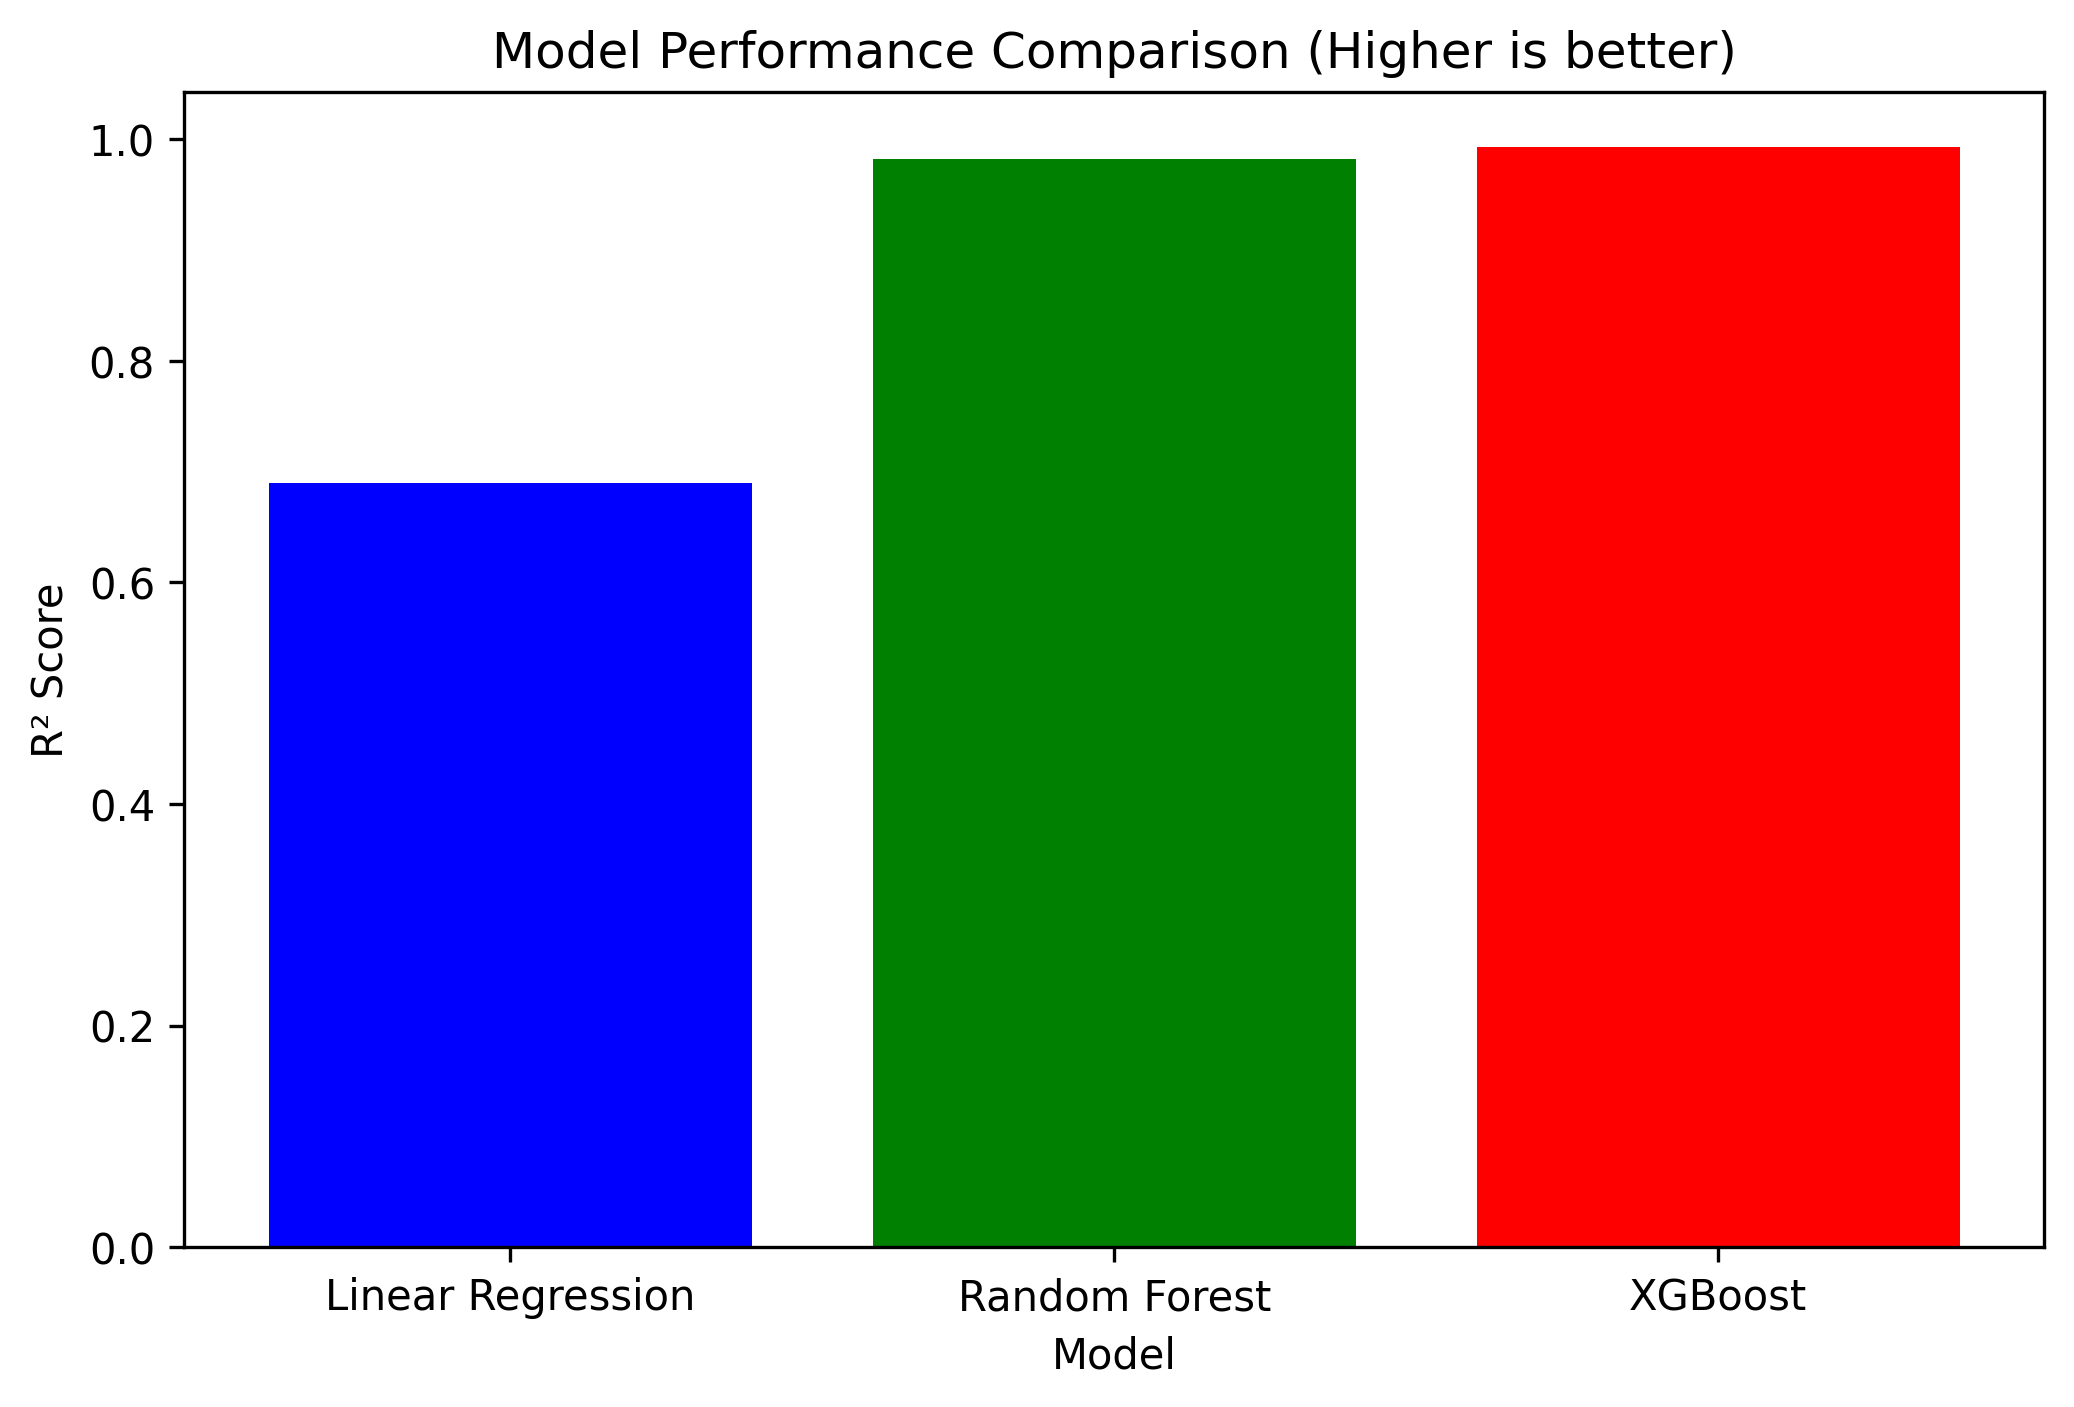 Model Performance Comparison (Higher is better)
1.0
0.8
0.6
0.4
0.2
0.0
R² Score
Linear Regression
Random Forest
XGBoost
Model